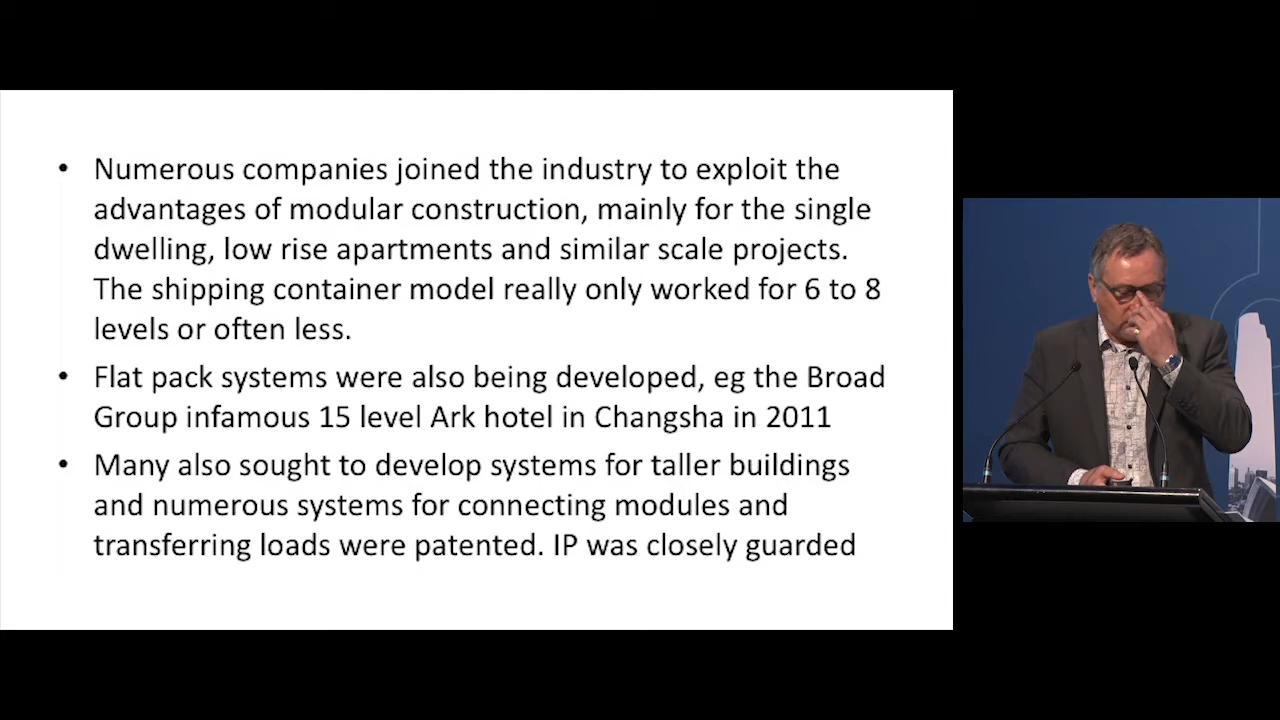 • Numerous companies joined the industry to exploit the
advantages of modular construction, mainly for the single
dwelling, low rise apartments and similar scale projects.
The shipping container model really only worked for 6 to 8
levels or often less.
• Flat pack systems were also being developed, eg the Broad
Group infamous 15 level Ark hotel in Changsha in 2011
• Many also sought to develop systems for taller buildings
and numerous systems for connecting modules and
transferring loads were patented. IP was closely guarded